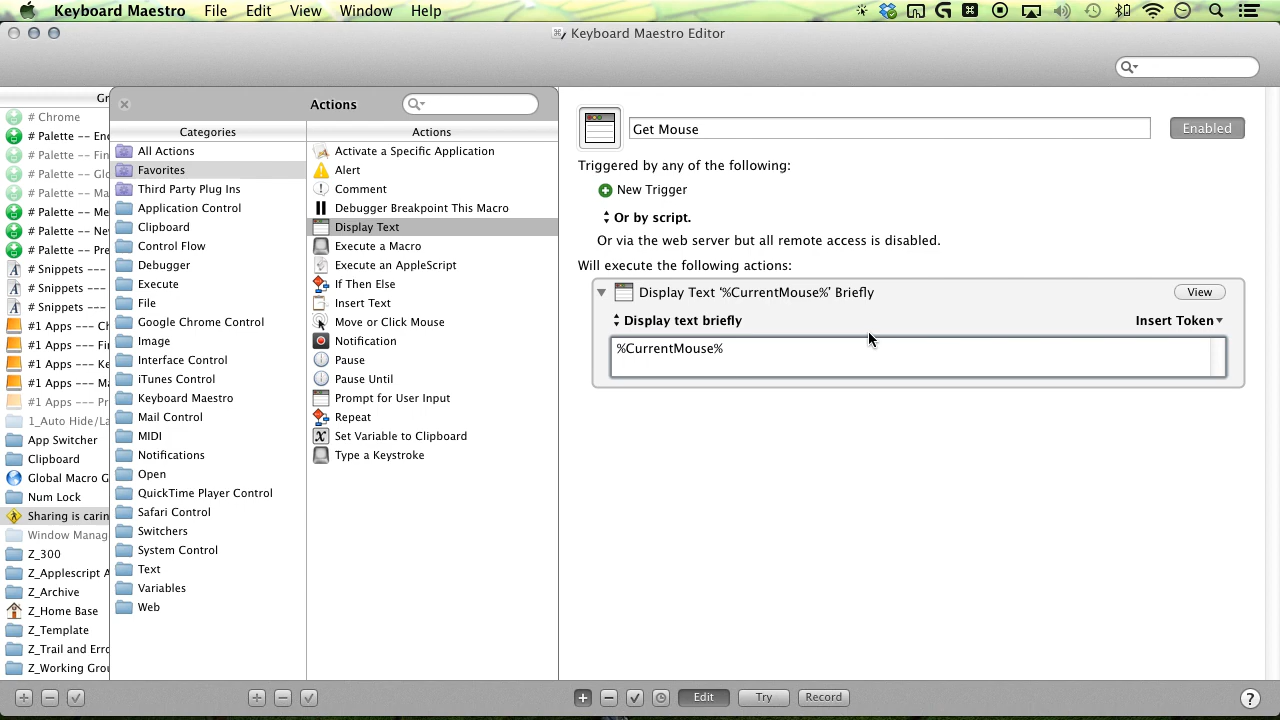 Keyboard Maestro File Edit View Window Help
Keyboard Maestro Editor
Gr
# Chrome
# Palette -- Enc
# Palette -- Fin
# Palette -- Glo
# Palette -- Ma
# Palette -- Me
# Palette -- Ne
# Palette -- Pre
# Snippets ---
# Snippets ---
# Snippets ---
#1 Apps --- Ch
#1 Apps --- Fin
#1 Apps --- Ke
#1 Apps --- Ma
#1 Apps --- Pr
1_Auto Hide/La
App Switcher
Clipboard
Global Macro G
Num Lock
Sharing is carin
Window Manag
Z_300
Z_Applescript A
Z_Archive
Z_Home Base
Z_Template
Z_Trail and Erro
Z_Working Grou
Actions
Categories
All Actions
Favorites
Third Party Plug Ins
Application Control
Clipboard
Control Flow
Debugger
Execute
File
Google Chrome Control
Image
Interface Control
iTunes Control
Keyboard Maestro
Mail Control
MIDI
Notifications
Open
QuickTime Player Control
Safari Control
Switchers
System Control
Text
Variables
Web
Actions
Activate a Specific Application
Alert
Comment
Debugger Breakpoint This Macro
Display Text
Execute a Macro
Execute an AppleScript
If Then Else
Insert Text
Move or Click Mouse
Notification
Pause
Pause Until
Prompt for User Input
Repeat
Set Variable to Clipboard
Type a Keystroke
Get Mouse Enabled
Triggered by any of the following:
New Trigger
Or by script.
Or via the web server but all remote access is disabled.
Will execute the following actions:
Display Text '%CurrentMouse%' Briefly View
Display text briefly Insert Token
%CurrentMouse%
Edit Try Record ?